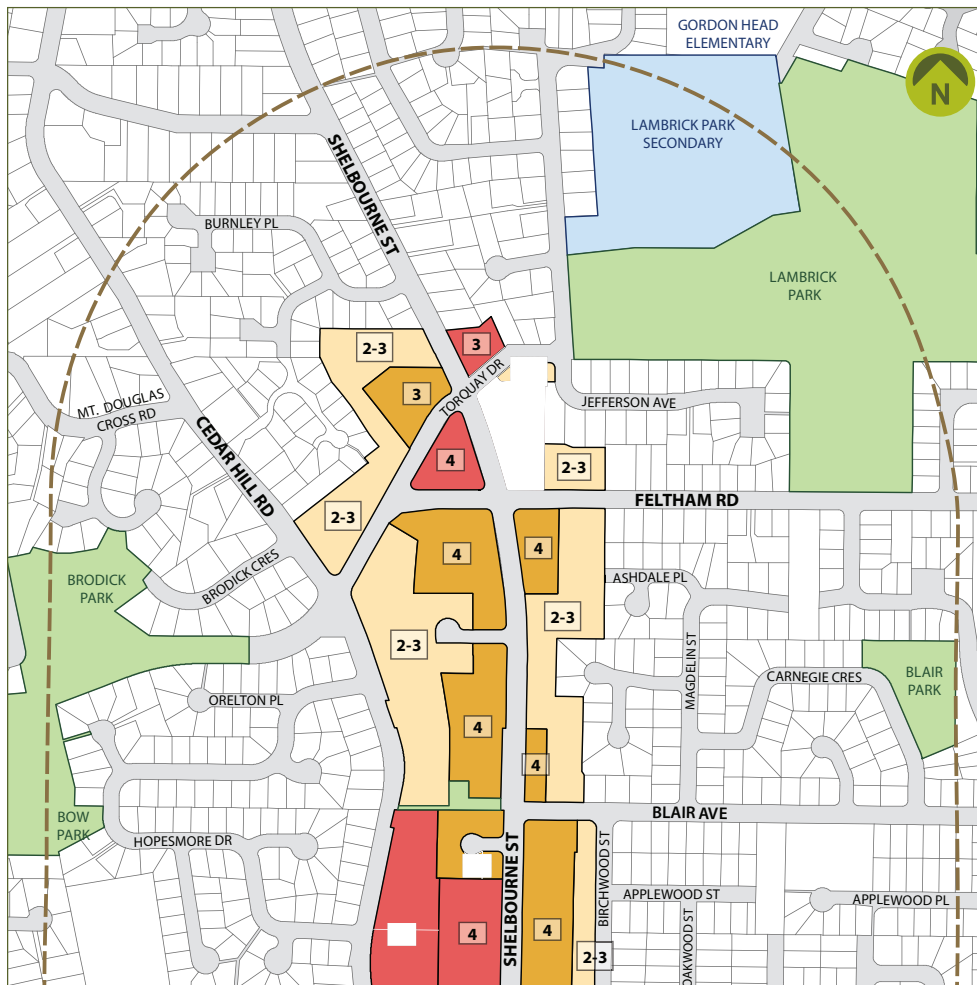 GORDON HEAD
ELEMENTARY
N
LAMBRICK PARK
SECONDARY
SHELBOURNE ST
BURNLEY PL
LAMBRICK
PARK
2-3
3
3
TORQUAY DR
MT. DOUGLAS
CROSS RD
JEFFERSON AVE
CEDAR HILL RD
4
2-3
FELTHAM RD
2-3
4
4
BRODICK
PARK
BRODICK CRES
ASHDALE PL
2-3
2-3
MAGDELIN ST
CARNEGIE CRES
BLAIR
PARK
ORELTON PL
4
4
BLAIR AVE
BOW
PARK
HOPESMORE DR
SHELBOURNE ST
BIRCHWOOD ST
APPLEWOOD ST
APPLEWOOD PL
4
4
OAKWOOD ST
2-3